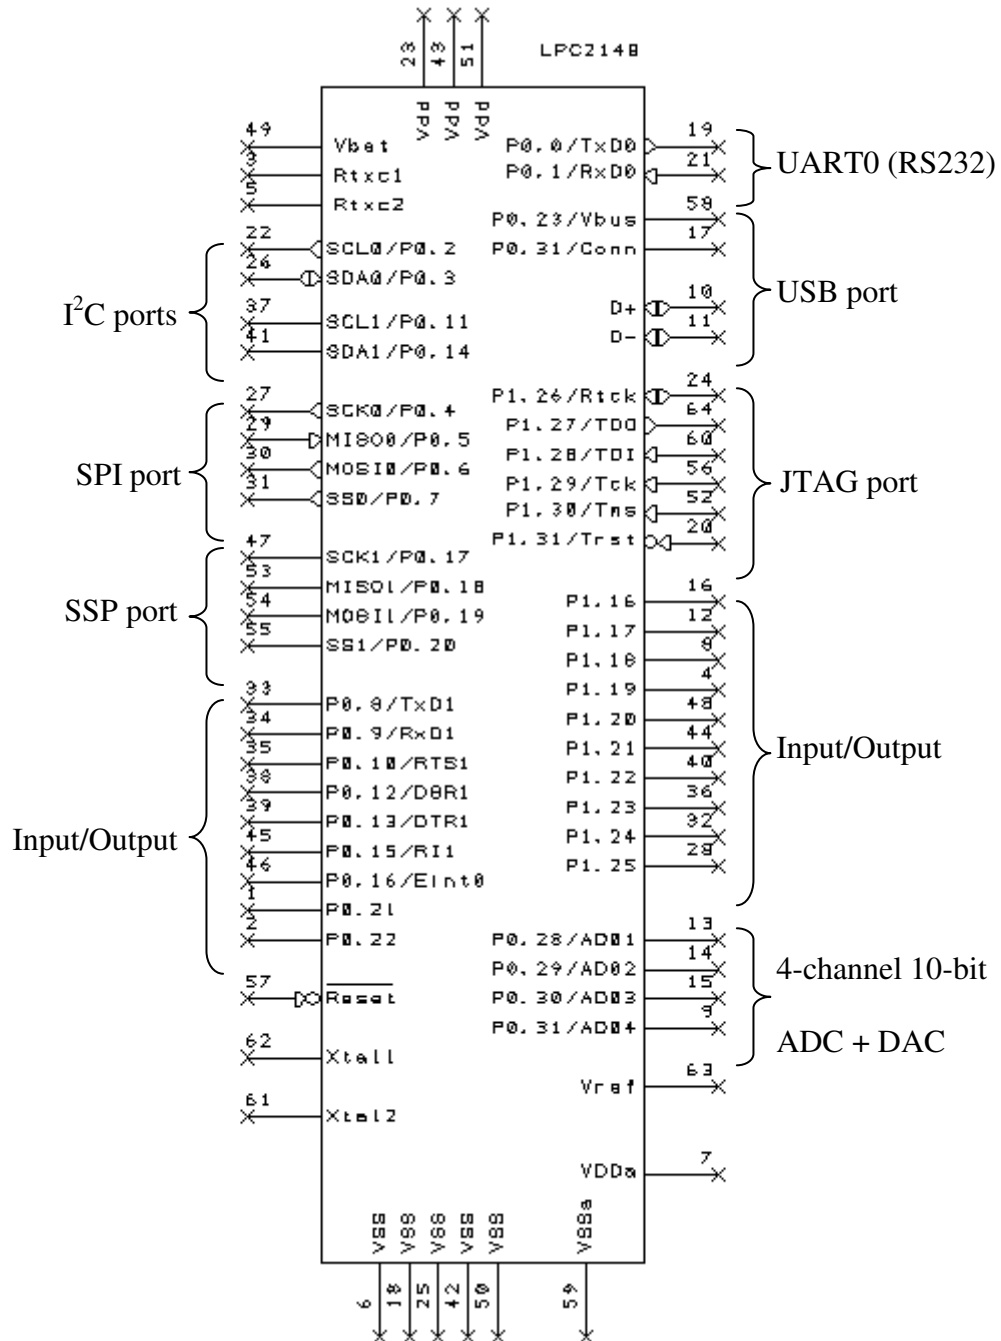 LPC2148
23 43 51
Vdd Vdd Vdd
49 Vbat
3 Rtxc1
5 Rtxc2
I²C ports
22 SCL0/P0.2
26 SDA0/P0.3
37 SCL1/P0.11
41 SDA1/P0.14
SPI port
27 SCK0/P0.4
29 MISO0/P0.5
30 MOSI0/P0.6
31 SS0/P0.7
SSP port
47 SCK1/P0.17
53 MISO1/P0.18
54 MOSI1/P0.19
55 SS1/P0.20
Input/Output
33 P0.8/TxD1
34 P0.9/RxD1
35 P0.10/RTS1
38 P0.12/DSR1
39 P0.13/DTR1
45 P0.15/RI1
46 P0.16/EInt0
1 P0.21
2 P0.22
57 Reset
62 Xtal1
61 Xtal2
P0.0/TxD0 19
P0.1/RxD0 21
UART0 (RS232)
P0.23/Vbus 58
P0.31/Conn 17
D+ 10
D- 11
USB port
P1.26/Rtck 24
P1.27/TDO 64
P1.28/TDI 60
P1.29/Tck 56
P1.30/Tms 52
P1.31/Trst 20
JTAG port
P1.16 16
P1.17 12
P1.18 8
P1.19 4
P1.20 48
P1.21 44
P1.22 40
P1.23 36
P1.24 32
P1.25 28
Input/Output
P0.28/AD01 13
P0.29/AD02 14
P0.30/AD03 15
P0.31/AD04 9
4-channel 10-bit
ADC + DAC
Vref 63
VDDa 7
VSS VSS VSS VSS VSS VSSa
6 18 25 42 50 59